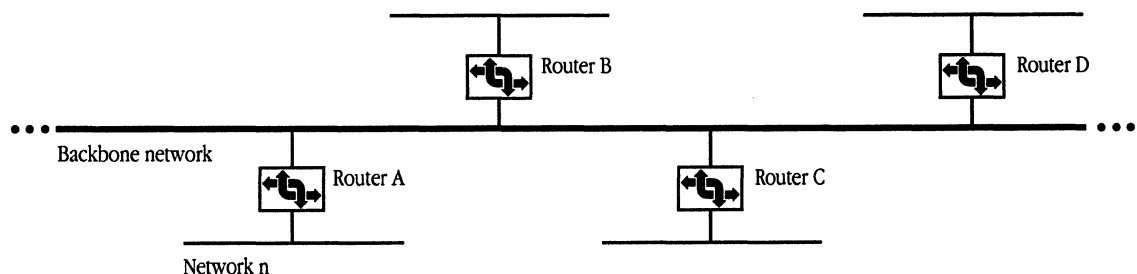 Router B
Router D
Backbone network
Router A
Router C
Network n